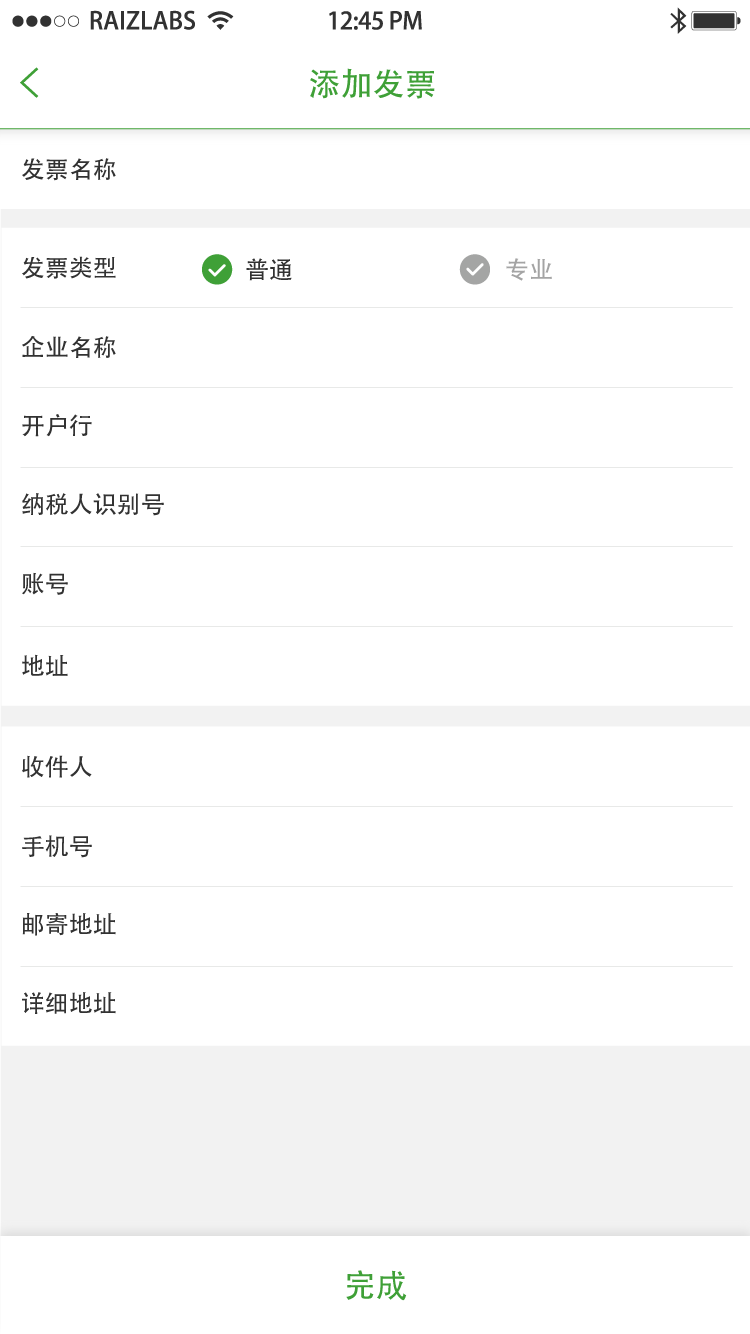 RAIZLABS 12:45 PM
添加发票
发票名称
发票类型 普通 专业
企业名称
开户行
纳税人识别号
账号
地址
收件人
手机号
邮寄地址
详细地址
完成